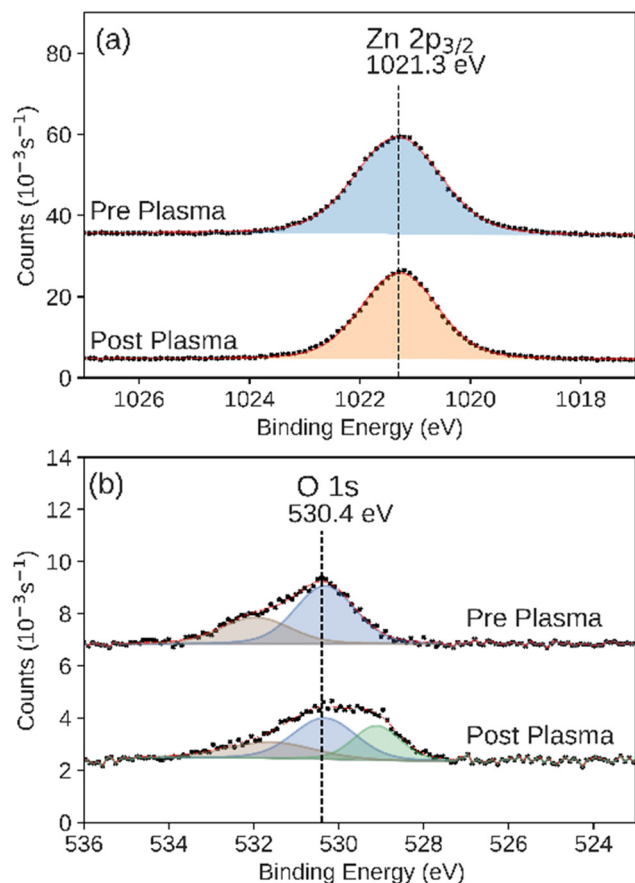 (a)
Zn 2p3/2
1021.3 eV
Pre Plasma
Post Plasma
Counts (10⁻³s⁻¹)
80
60
40
20
0
1026 1024 1022 1020 1018
Binding Energy (eV)
(b)
O 1s
530.4 eV
Pre Plasma
Post Plasma
Counts (10⁻³s⁻¹)
14
12
10
8
6
4
2
0
536 534 532 530 528 526 524
Binding Energy (eV)